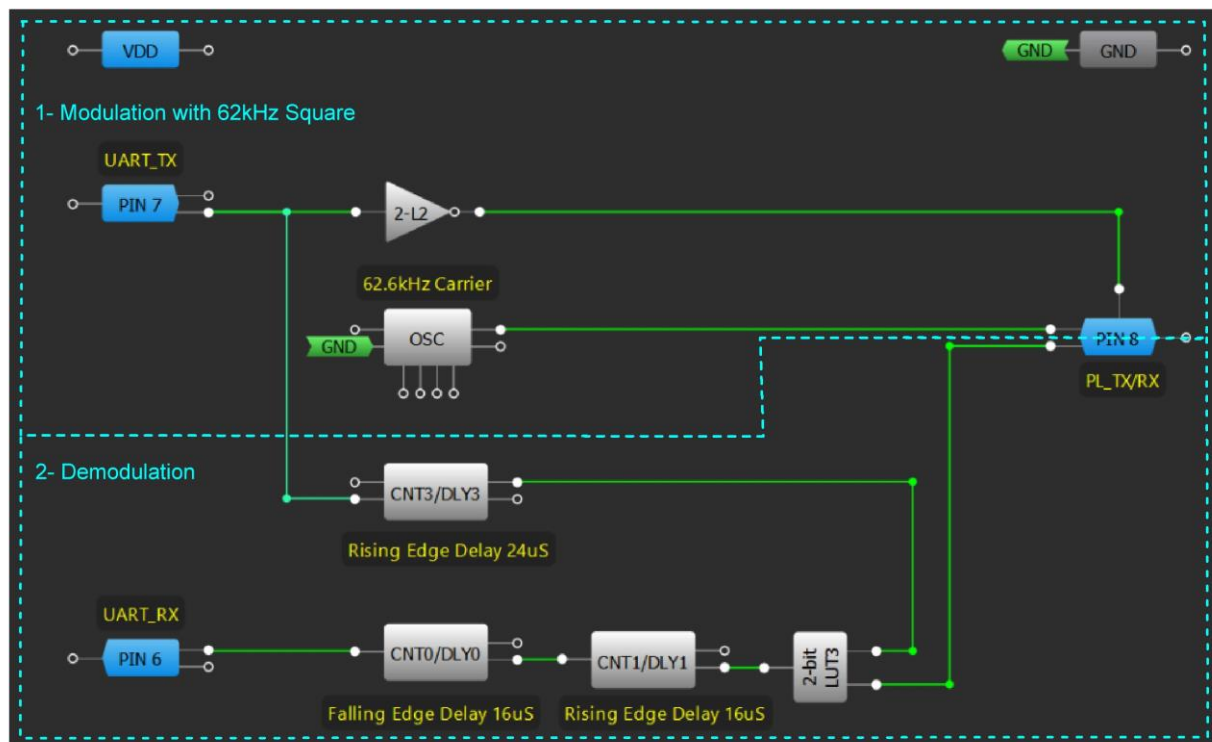 VDD
GND
GND
1- Modulation with 62kHz Square
UART_TX
PIN 7
2-L2
62.6kHz Carrier
GND
OSC
PIN 8
PL_TX/RX
2- Demodulation
CNT3/DLY3
Rising Edge Delay 24uS
UART_RX
PIN 6
CNT0/DLY0
CNT1/DLY1
2-bit
LUT3
Falling Edge Delay 16uS
Rising Edge Delay 16uS